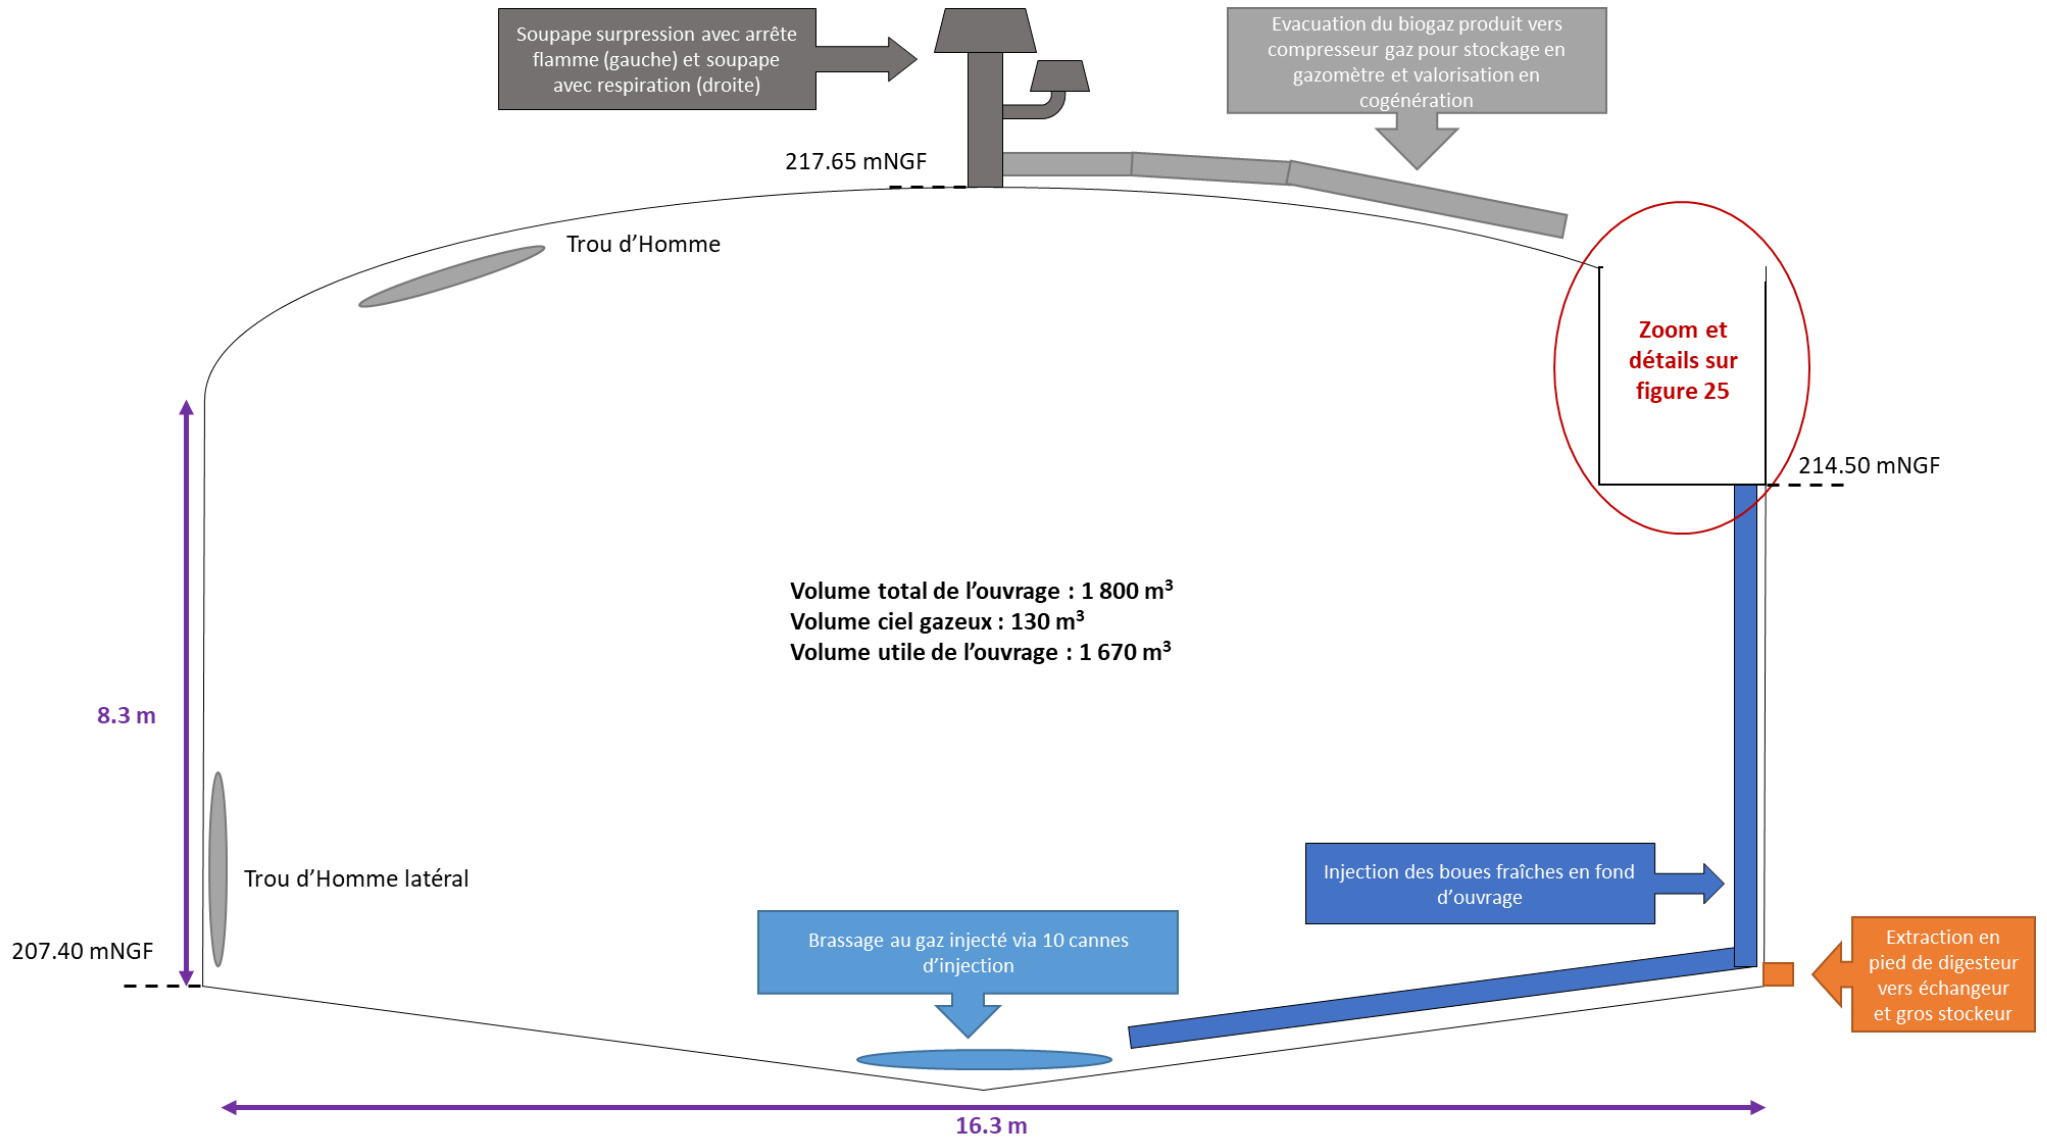 Soupape surpression avec arrête
flamme (gauche) et soupape
avec respiration (droite)
Evacuation du biogaz produit vers
compresseur gaz pour stockage en
gazomètre et valorisation en
cogénération
217.65 mNGF
Trou d’Homme
Zoom et
détails sur
figure 25
214.50 mNGF
Volume total de l’ouvrage : 1 800 m³
Volume ciel gazeux : 130 m³
Volume utile de l’ouvrage : 1 670 m³
8.3 m
Trou d’Homme latéral
Injection des boues fraîches en fond
d’ouvrage
207.40 mNGF
Brassage au gaz injecté via 10 cannes
d’injection
Extraction en
pied de digesteur
vers échangeur
et gros stockeur
16.3 m